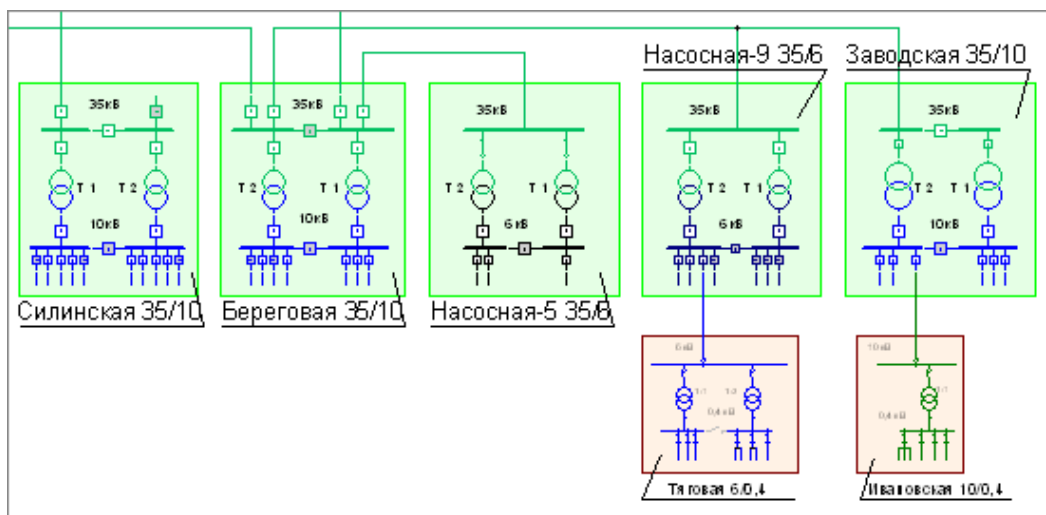 Насосная-9 35/6
Заводская 35/10
35кВ
35кВ
35кВ
35кВ
35кВ
Т 1
Т 2
Т 2
Т 1
Т 2
Т 1
Т 2
Т 1
Т 2
Т 1
10кВ
10кВ
6 кВ
6 кВ
10кВ
Силинская 35/10
Береговая 35/10
Насосная-5 35/6
6 кВ
10 кВ
0,4 кВ
0,4 кВ
Тяговая 6/0,4
Ивановская 10/0,4